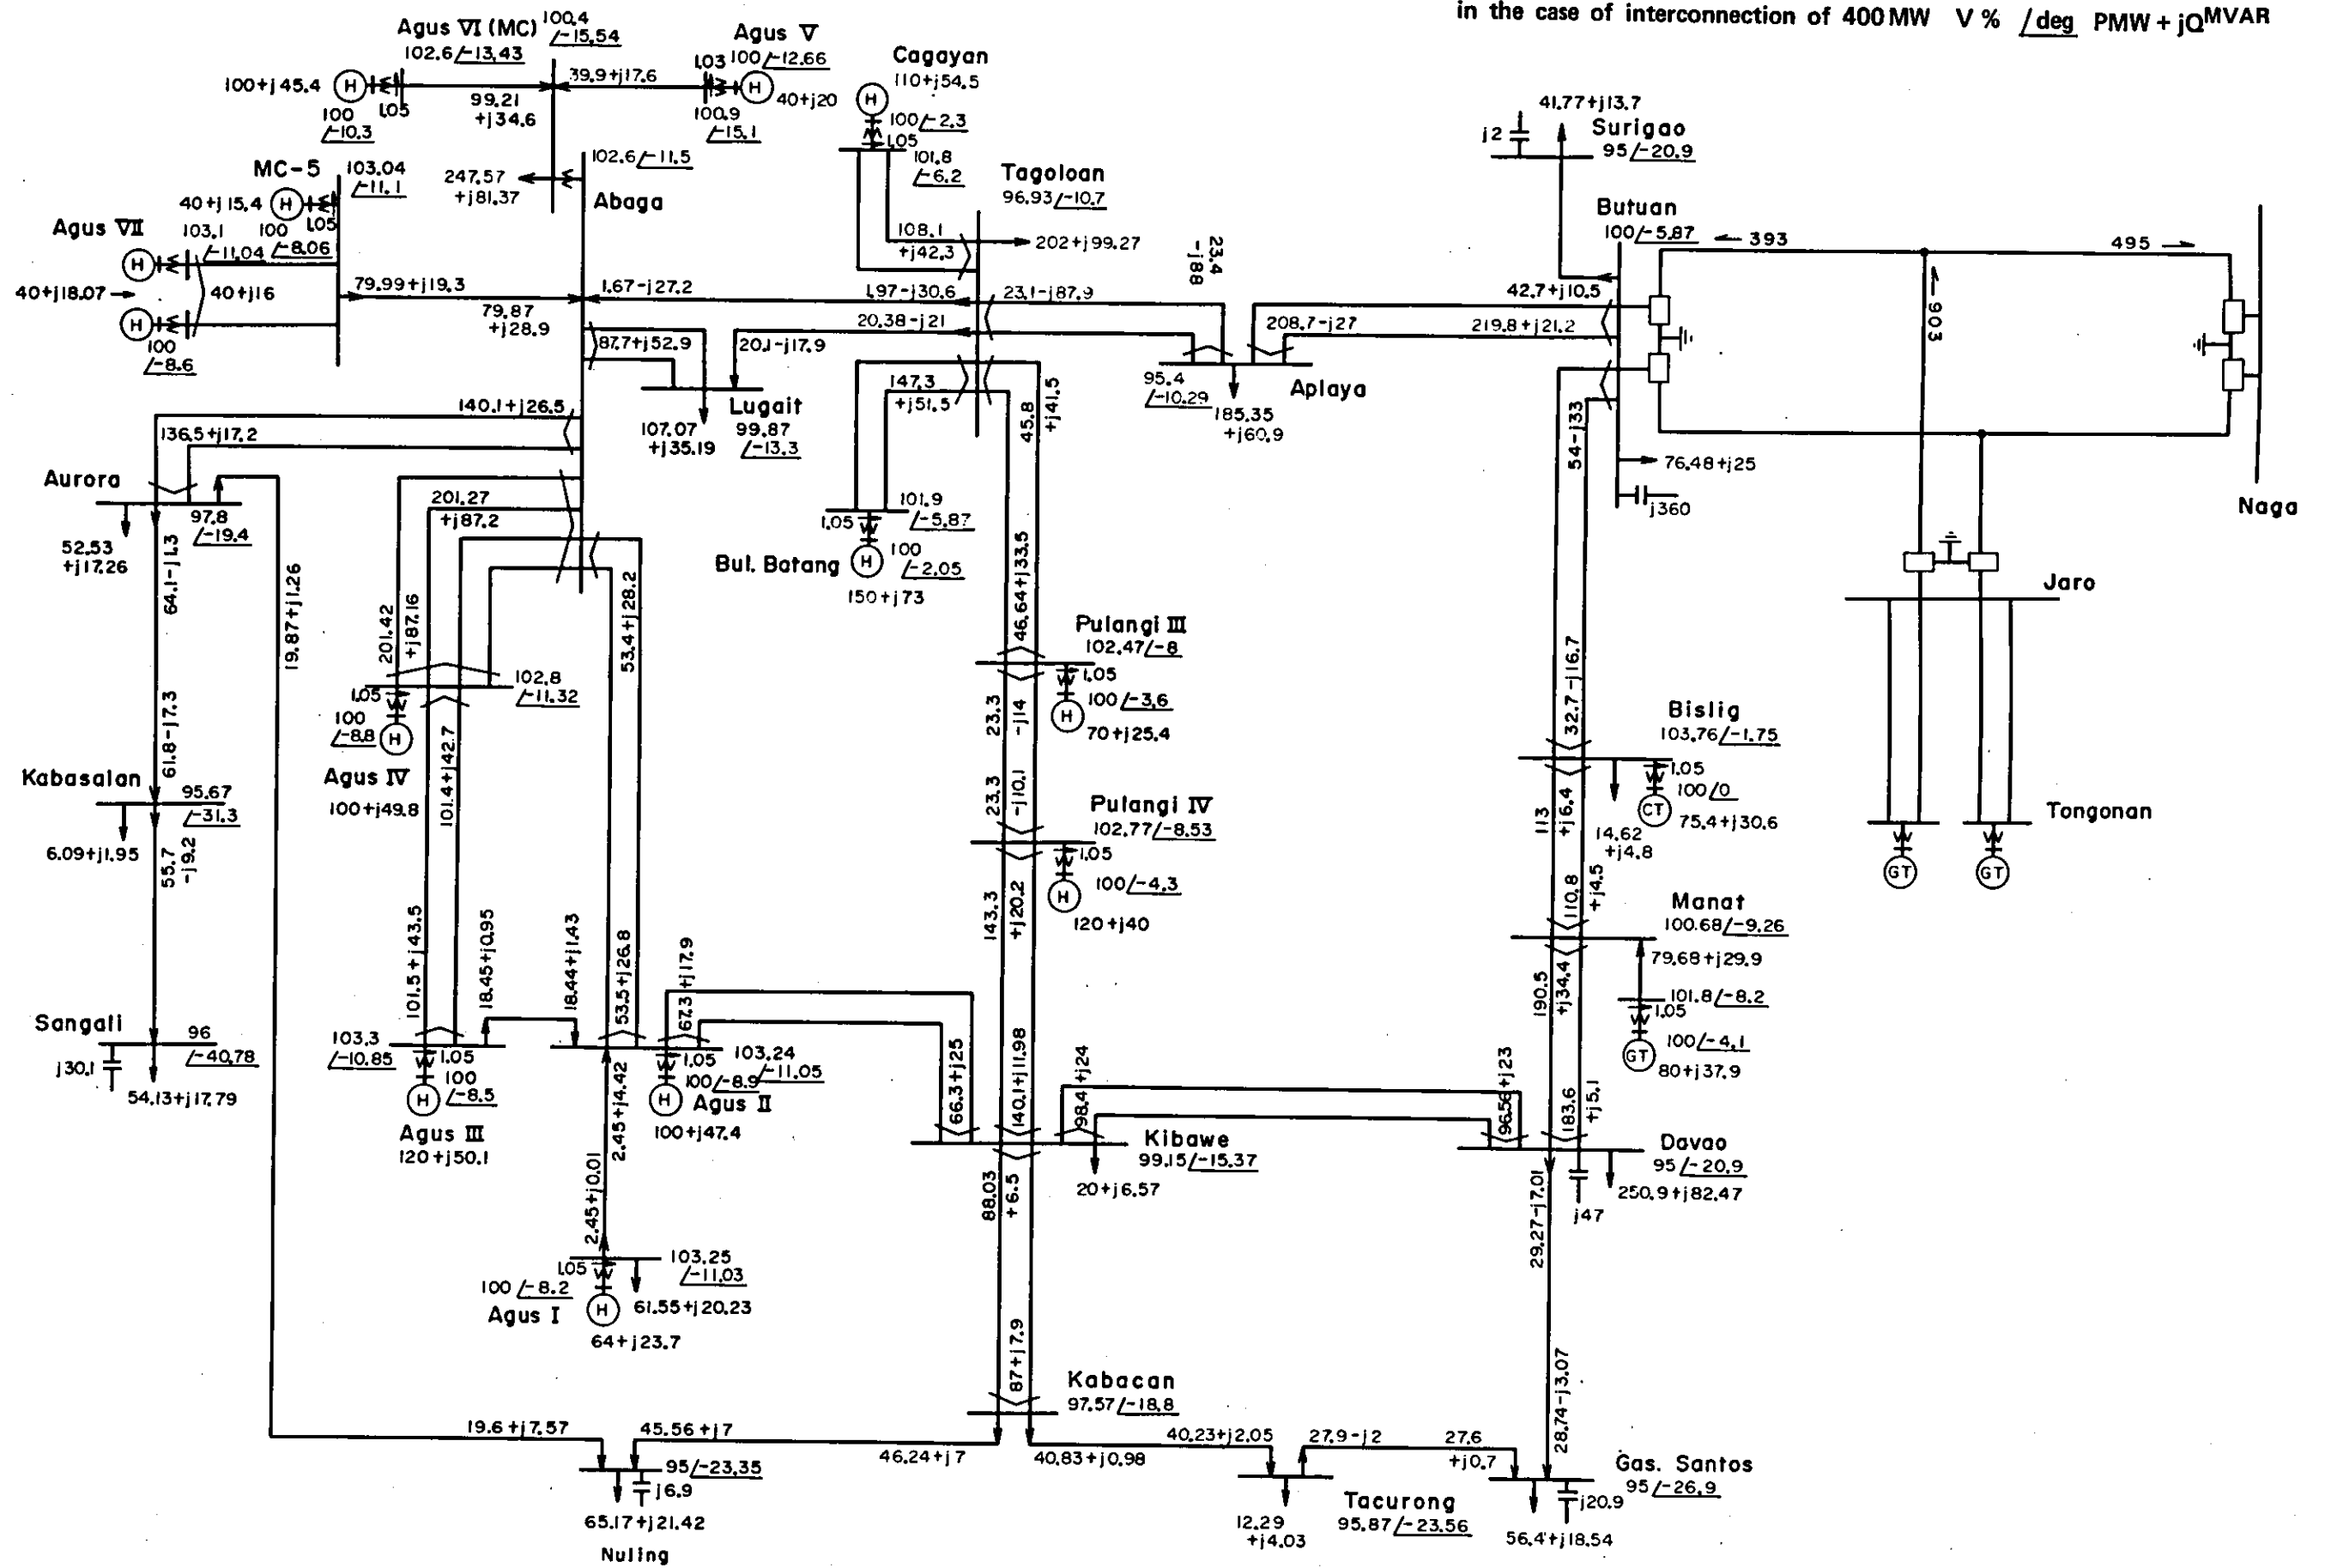 in the case of interconnection of 400MW V % /deg PMW + jQMVAR
Agus VI (MC)
100.4
/-15.54
102.6/-13.43
100+j45.4
H
100
/-10.3
1.05
99.21
+j34.6
39.9+j17.6
Agus V
1.03
100/-12.66
H
40+j20
100.9
/-15.1
Cagayan
110+j54.5
H
100/-2.3
1.05
101.8
/-6.2
108.1
+j42.3
Tagoloan
96.93/-10.7
202+j99.27
MC-5
103.04
/-11.1
40+j15.4
H
1.05
100
/-8.06
102.6/-11.5
247.57
+j81.37
Abaga
Agus VII
103.1
/-11.04
H
40+j18.07
40+j16
H
100
/-8.6
79.99+j19.3
79.87
+j28.9
1.67-j27.2
1.97-j30.6
23.1-j87.9
23.4
-j88
20.38-j21
20.1-j17.9
87.7+j52.9
Lugait
99.87
/-13.3
107.07
+j35.19
208.7-j27
42.7+j10.5
219.8+j21.2
95.4
/-10.29
Aplaya
185.35
+j60.9
41.77+j13.7
j2
Surigao
95/-20.9
Butuan
100/-5.87
393
495
903
54-j33
76.48+j25
j360
Naga
Jaro
Tongonan
GT
GT
140.1+j26.5
136.5+j17.2
Aurora
97.8
/-19.4
52.53
+j17.26
64.1-j1.3
19.87+j1.26
61.8-j7.3
Kabasalan
95.67
/-31.3
6.09+j1.95
55.7
-j9.2
Sangali
96
/-40.78
j30.1
54.13+j17.79
201.27
+j87.2
201.42
+j87.16
53.4+j28.2
102.8
/-11.32
1.05
100
/-8.8
H
Agus IV
100+j49.8
101.4+j42.7
101.5+j43.5
18.45+j0.95
18.44+j1.43
53.5+j26.8
67.3+j17.9
103.3
/-10.85
1.05
100
/-8.5
H
Agus III
120+j50.1
2.45+j4.42
103.24
/-11.05
1.05
100/-8.9
H
Agus II
100+j47.4
2.45+j0.01
103.25
/-11.03
1.05
100/-8.2
H
Agus I
61.55+j20.23
64+j23.7
147.3
+j51.5
45.8
+j41.5
101.9
/-5.87
1.05
Bul. Batang
H
100
/-2.05
150+j73
46.64+j33.5
Pulangi III
102.47/-8
1.05
100/-3.6
H
70+j25.4
23.3
-j14
23.3
-j10.1
Pulangi IV
102.77/-8.53
1.05
100/-4.3
H
120+j40
143.3
+j20.2
140.1+j11.98
66.3+j25
98.4+j24
96.56+j23
Kibawe
99.15/-15.37
20+j6.57
88.03
+6.5
87+j7.9
Kabacan
97.57/-18.8
32.7-j16.7
Bislig
103.76/-1.75
1.05
100/0
CT
75.4+j30.6
14.62
+j4.8
113
+j6.4
110.8
+j4.5
Manat
100.68/-9.26
79.68+j29.9
101.8/-8.2
1.05
100/-4.1
GT
80+j37.9
190.5
+j34.4
183.6
+j5.1
Davao
95/-20.9
250.9+j82.47
j47
29.27-j7.01
28.74-j3.07
19.6+j7.57
45.56+j7
46.24+j7
95/-23.35
j6.9
65.17+j21.42
Nuling
40.83+j0.98
40.23+j2.05
27.9-j2
27.6
+j0.7
Tacurong
95.87/-23.56
12.29
+j4.03
Gas. Santos
95/-26.9
j20.9
56.4+j18.54